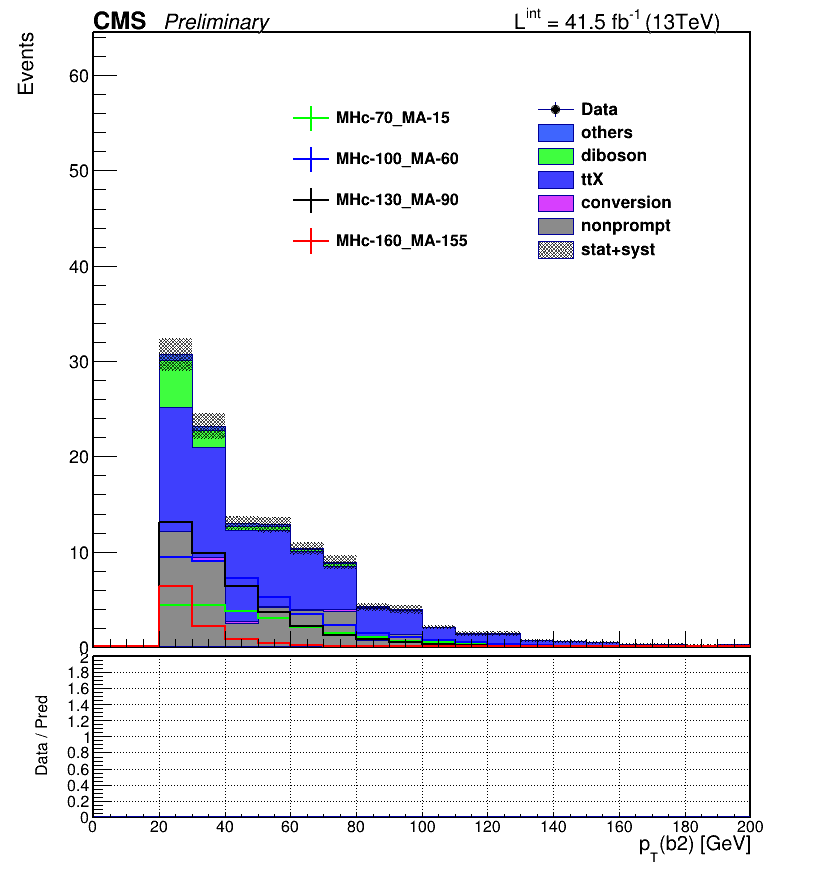 CMS Preliminary L^int = 41.5 fb^-1 (13TeV)
Events
60
50
40
30
20
10
0
MHc-70_MA-15
MHc-100_MA-60
MHc-130_MA-90
MHc-160_MA-155
Data
others
diboson
ttX
conversion
nonprompt
stat+syst
Data / Pred
2
1.8
1.6
1.4
1.2
1
0.8
0.6
0.4
0.2
0
0 20 40 60 80 100 120 140 160 180 200
p_T(b2) [GeV]